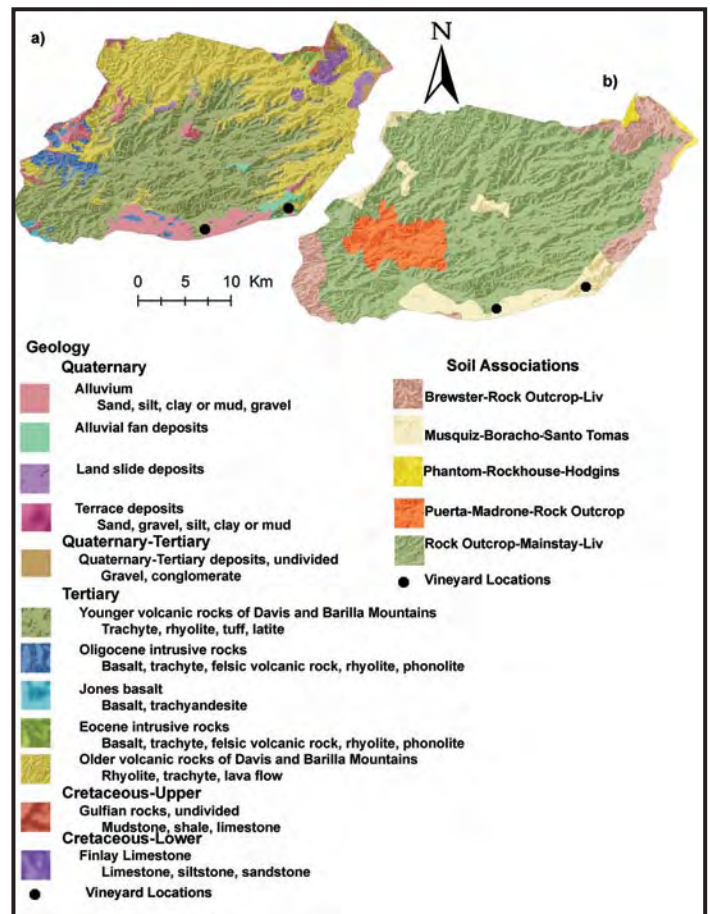 a)
N
b)
0 5 10 Km
Geology
Quaternary
Alluvium
Sand, silt, clay or mud, gravel
Alluvial fan deposits
Land slide deposits
Terrace deposits
Sand, gravel, silt, clay or mud
Quaternary-Tertiary
Quaternary-Tertiary deposits, undivided
Gravel, conglomerate
Tertiary
Younger volcanic rocks of Davis and Barilla Mountains
Trachyte, rhyolite, tuff, latite
Oligocene intrusive rocks
Basalt, trachyte, felsic volcanic rock, rhyolite, phonolite
Jones basalt
Basalt, trachyandesite
Eocene intrusive rocks
Basalt, trachyte, felsic volcanic rock, rhyolite, phonolite
Older volcanic rocks of Davis and Barilla Mountains
Rhyolite, trachyte, lava flow
Cretaceous-Upper
Gulfian rocks, undivided
Mudstone, shale, limestone
Cretaceous-Lower
Finlay Limestone
Limestone, siltstone, sandstone
Vineyard Locations
Soil Associations
Brewster-Rock Outcrop-Liv
Musquiz-Boracho-Santo Tomas
Phantom-Rockhouse-Hodgins
Puerta-Madrone-Rock Outcrop
Rock Outcrop-Mainstay-Liv
Vineyard Locations